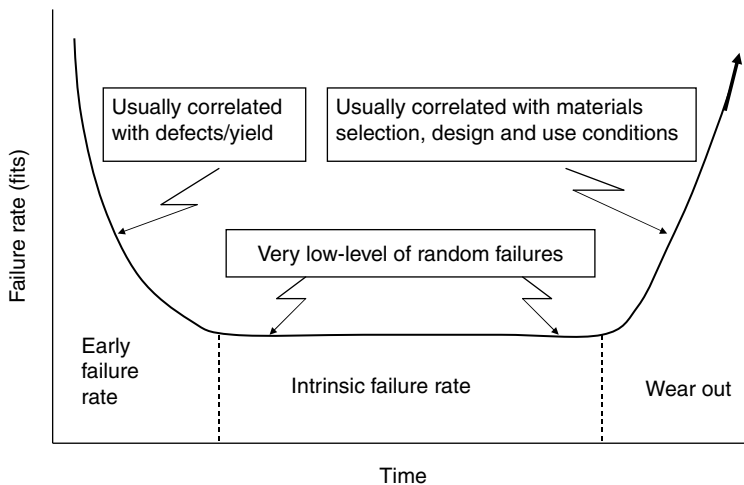 Usually correlated
with defects/yield
Usually correlated with materials
selection, design and use conditions
Very low-level of random failures
Failure rate (fits)
Early
failure
rate
Intrinsic failure rate
Wear out
Time